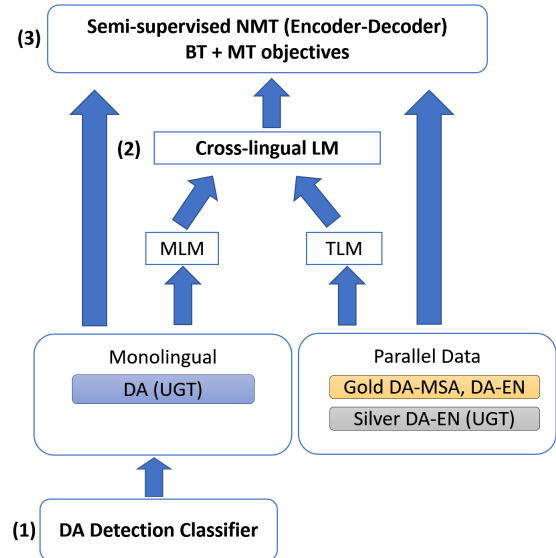 (3)
Semi-supervised NMT (Encoder-Decoder)
BT + MT objectives
(2)
Cross-lingual LM
MLM
TLM
Monolingual
DA (UGT)
Parallel Data
Gold DA-MSA, DA-EN
Silver DA-EN (UGT)
(1)
DA Detection Classifier